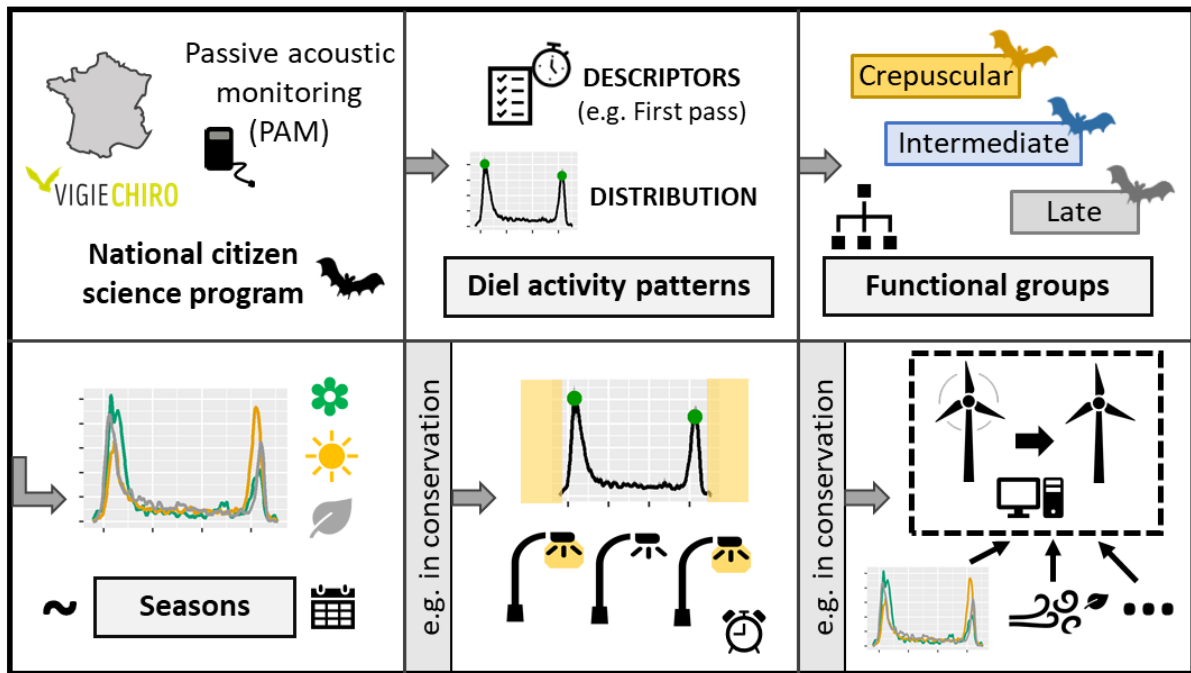 Passive acoustic
monitoring
(PAM)
VIGIECHIRO
National citizen
science program
DESCRIPTORS
(e.g. First pass)
DISTRIBUTION
Diel activity patterns
Crepuscular
Intermediate
Late
Functional groups
~ Seasons
e.g. in conservation
e.g. in conservation